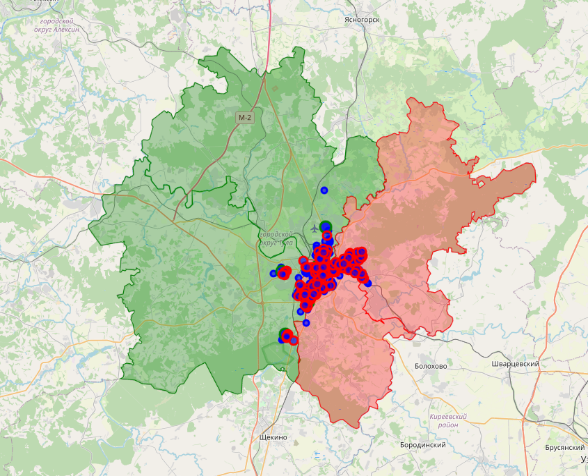 городской
округ Алексин
Ясногорск
М-2
городской
округ Тула
Болохово
Шварцевский
Киреевский
район
Щекино
Бородинский
Брусянский